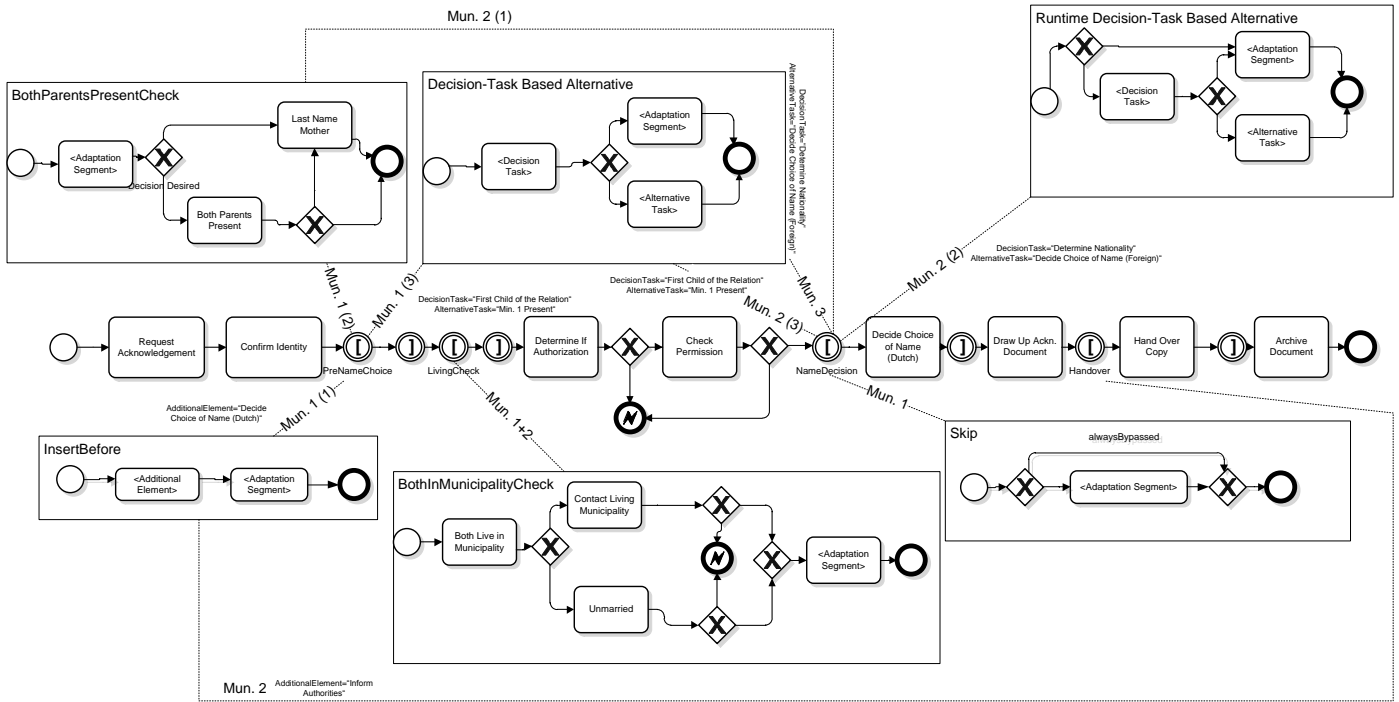 Mun. 2 (1)
Runtime Decision-Task Based Alternative
<Adaptation
Segment>
<Decision
Task>
<Alternative
Task>
BothParentsPresentCheck
Last Name
Mother
<Adaptation
Segment>
Decision Desired
Both Parents
Present
Decision-Task Based Alternative
<Adaptation
Segment>
<Decision
Task>
<Alternative
Task>
DecisionTask="Determine Nationality"
AlternativeTask="Decide Choice of Name (Foreign)"
Mun. 1 (2)
Mun. 1 (3)
DecisionTask="First Child of the Relation"
AlternativeTask="Min. 1 Present"
DecisionTask="First Child of the Relation"
AlternativeTask="Min. 1 Present"
Mun. 2 (3)
Mun. 3
Mun. 2 (2)
DecisionTask="Determine Nationality"
AlternativeTask="Decide Choice of Name (Foreign)"
Request
Acknowledgement
Confirm Identity
PreNameChoice
LivingCheck
Determine If
Authorization
Check
Permission
NameDecision
Decide Choice
of Name
(Dutch)
Draw Up Ackn.
Document
Handover
Hand Over
Copy
Archive
Document
AdditionalElement="Decide
Choice of Name (Dutch)"
Mun. 1 (1)
Mun. 1+2
Mun. 1
InsertBefore
<Additional
Element>
<Adaptation
Segment>
BothInMunicipalityCheck
Both Live in
Municipality
Contact Living
Municipality
Unmarried
<Adaptation
Segment>
Skip
alwaysBypassed
<Adaptation Segment>
Mun. 2
AdditionalElement="Inform
Authorities"